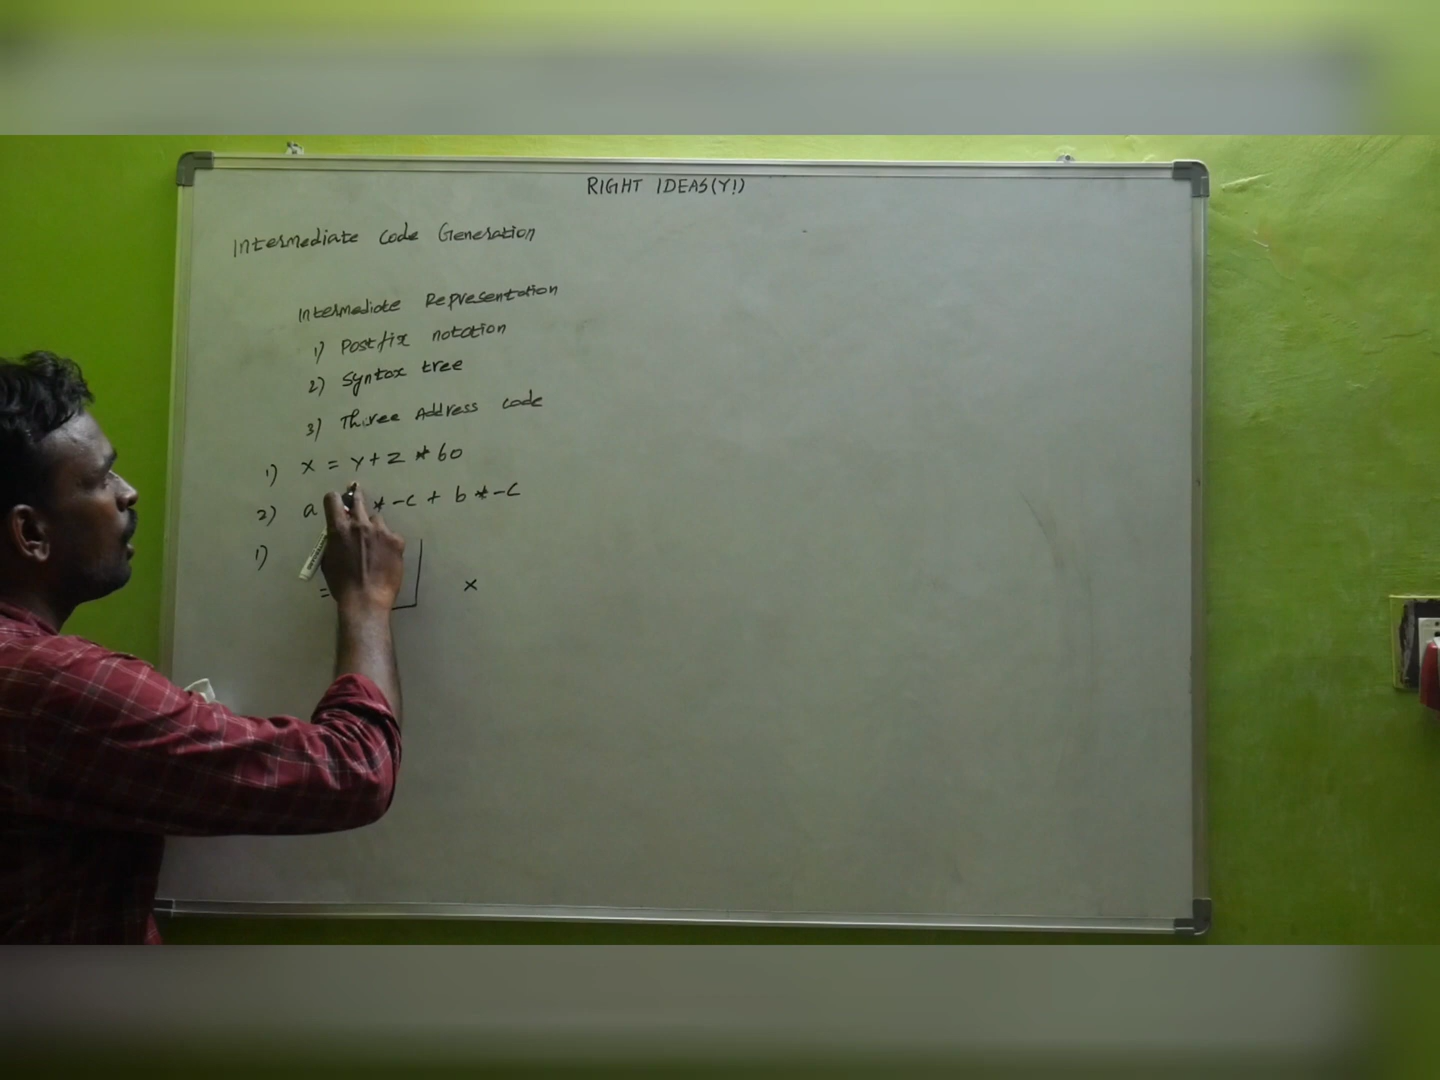 RIGHT IDEAS(Y!)
Intermediate code Generation
Intermediate Representation
1) Postfix notation
2) Syntax tree
3) Three Address code
1) x = y + z * 60
2) a * -c + b * -c
1)
= x